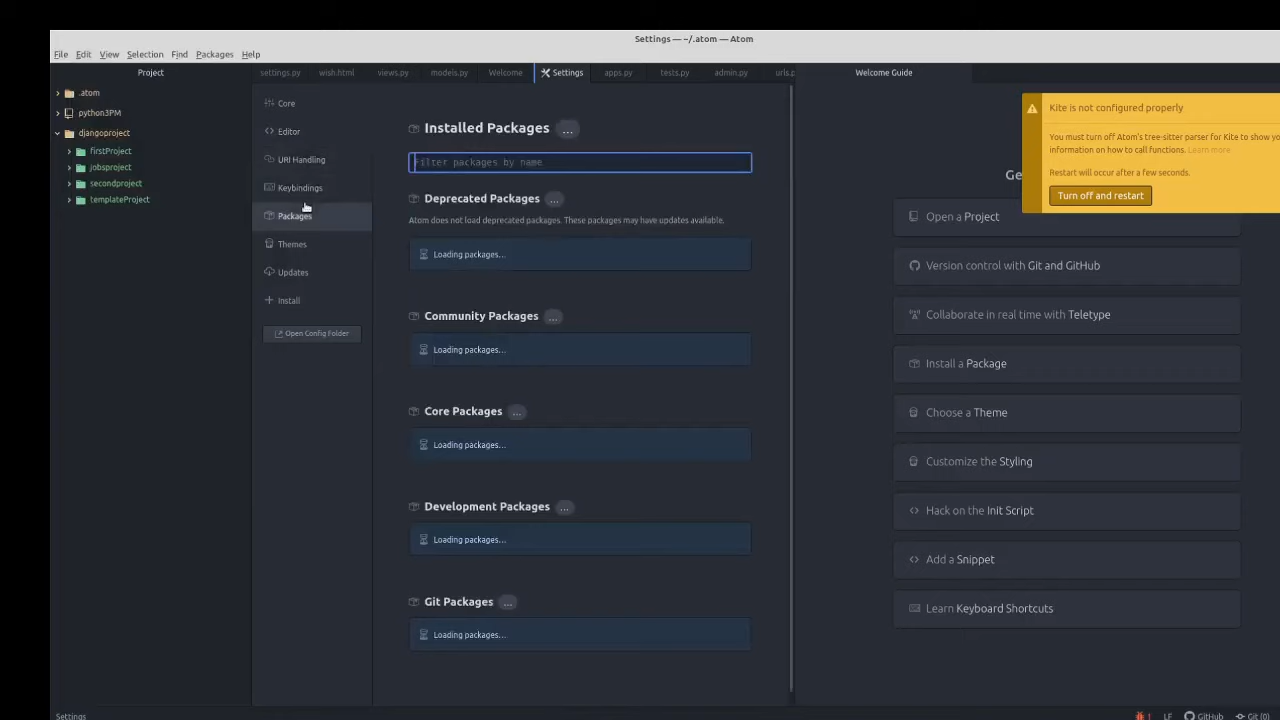 Settings — ~/.atom — Atom
File Edit View Selection Find Packages Help
Project
settings.py wish.html views.py models.py Welcome Settings apps.py tests.py admin.py urls.p
Welcome Guide
.atom
python3PM
djangoproject
firstProject
jobsproject
secondproject
templateProject
Core
Editor
URI Handling
Keybindings
Packages
Themes
Updates
Install
Open Config Folder
Installed Packages ...
Filter packages by name
Deprecated Packages ...
Atom does not load deprecated packages. These packages may have updates available.
Loading packages...
Community Packages ...
Loading packages...
Core Packages ...
Loading packages...
Development Packages ...
Loading packages...
Git Packages ...
Loading packages...
Kite is not configured properly
You must turn off Atom's tree-sitter parser for Kite to show yo
information on how to call functions. Learn more
Restart will occur after a few seconds.
Turn off and restart
Ge
Open a Project
Version control with Git and GitHub
Collaborate in real time with Teletype
Install a Package
Choose a Theme
Customize the Styling
Hack on the Init Script
Add a Snippet
Learn Keyboard Shortcuts
Settings
1 LF GitHub Git (0)